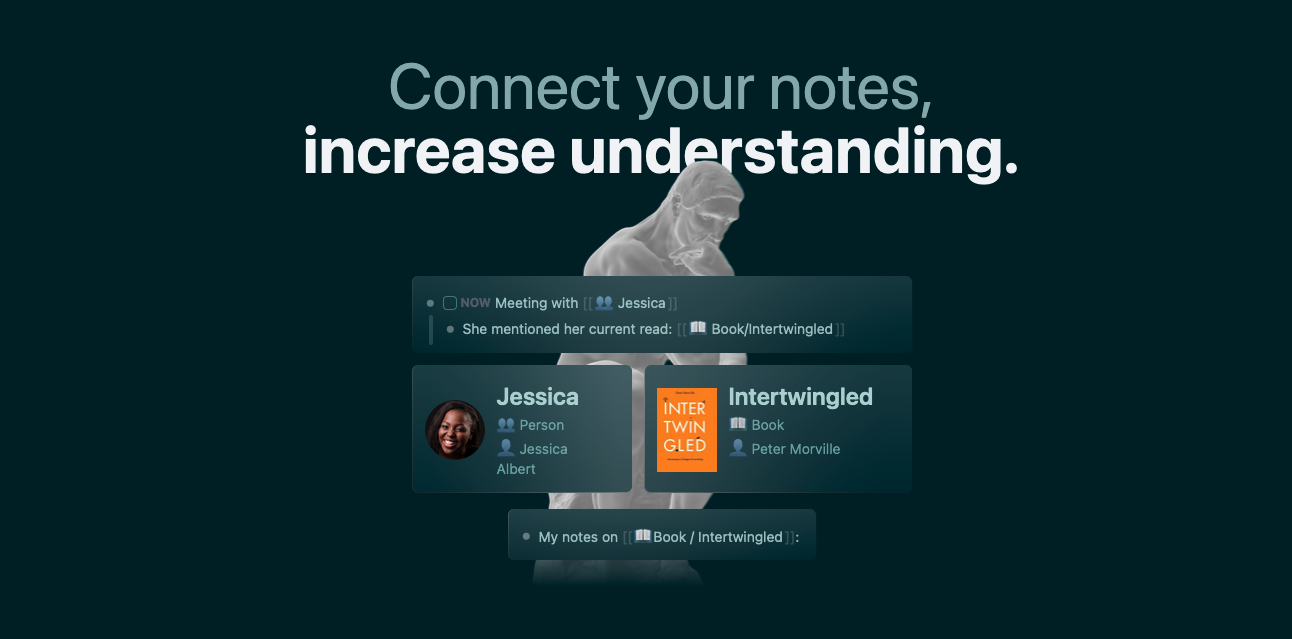 Connect your notes,
increase understanding.
NOW Meeting with [[👥 Jessica]]
She mentioned her current read: [[📖 Book/Intertwingled]]
Jessica
👥 Person
👤 Jessica
Albert
INTER
TWIN
GLED
Intertwingled
📖 Book
👤 Peter Morville
My notes on [[📖Book / Intertwingled]]: